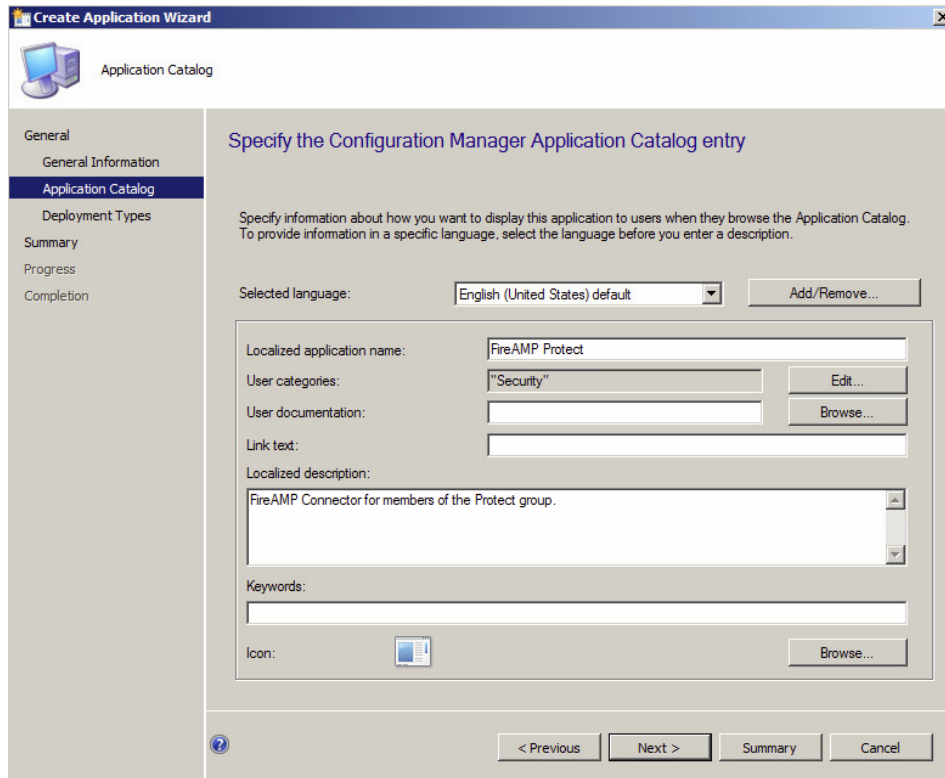 Create Application Wizard
Application Catalog
General
General Information
Application Catalog
Deployment Types
Summary
Progress
Completion
Specify the Configuration Manager Application Catalog entry
Specify information about how you want to display this application to users when they browse the Application Catalog.
To provide information in a specific language, select the language before you enter a description.
Selected language: English (United States) default Add/Remove...
Localized application name: FireAMP Protect
User categories: "Security" Edit...
User documentation: Browse...
Link text:
Localized description:
FireAMP Connector for members of the Protect group.
Keywords:
Icon: Browse...
< Previous Next > Summary Cancel